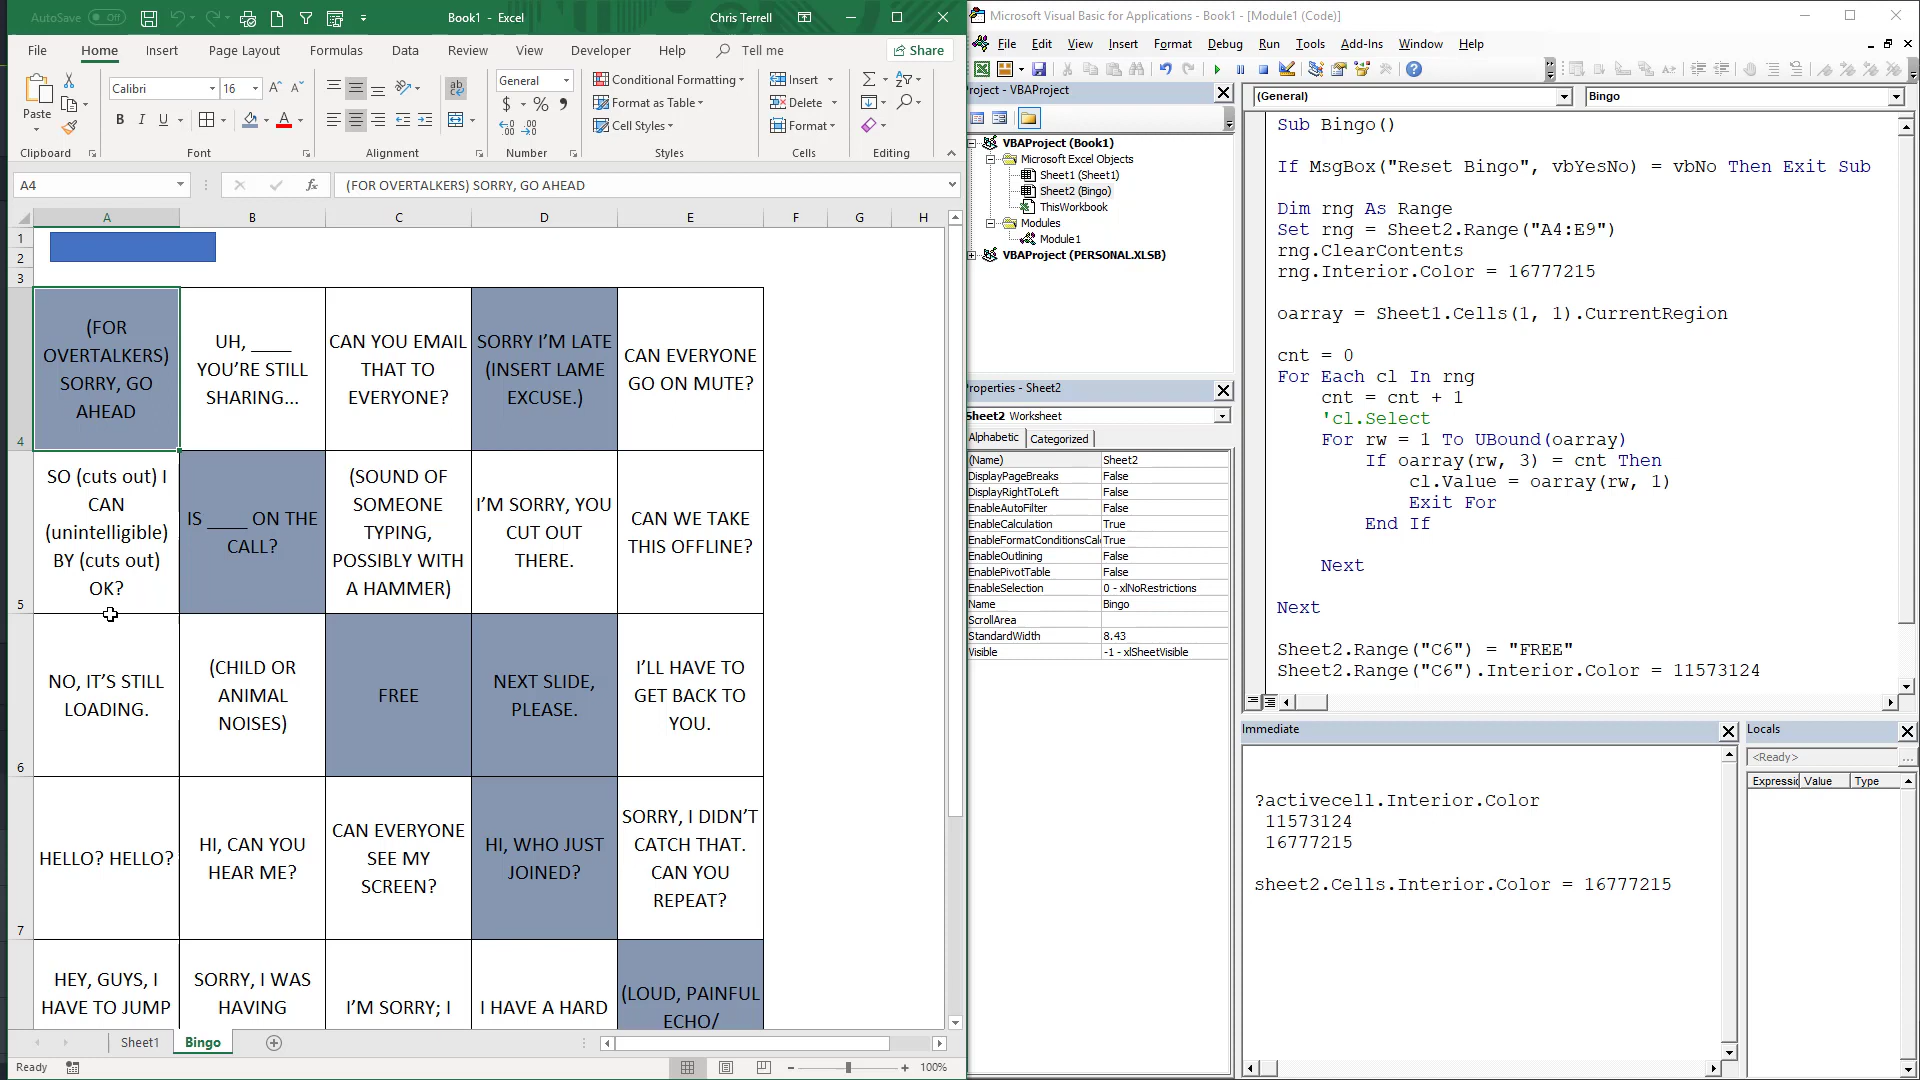 AutoSave
Off
Book1 - Excel
Chris Terrell
File
Home
Insert
Page Layout
Formulas
Data
Review
View
Developer
Help
Tell me
Share
Paste
Clipboard
Calibri
16
Font
Alignment
General
Number
Conditional Formatting
Format as Table
Cell Styles
Styles
Insert
Delete
Format
Cells
Editing
A4
(FOR OVERTALKERS) SORRY, GO AHEAD
A B C D E F G H
1
2
3
4
5
6
7
(FOR
OVERTALKERS)
SORRY, GO
AHEAD
UH, ____
YOU’RE STILL
SHARING…
CAN YOU EMAIL
THAT TO
EVERYONE?
SORRY I’M LATE
(INSERT LAME
EXCUSE.)
CAN EVERYONE
GO ON MUTE?
SO (cuts out) I
CAN
(unintelligible)
BY (cuts out)
OK?
IS ____ ON THE
CALL?
(SOUND OF
SOMEONE
TYPING,
POSSIBLY WITH
A HAMMER)
I’M SORRY, YOU
CUT OUT
THERE.
CAN WE TAKE
THIS OFFLINE?
NO, IT’S STILL
LOADING.
(CHILD OR
ANIMAL
NOISES)
FREE
NEXT SLIDE,
PLEASE.
I’LL HAVE TO
GET BACK TO
YOU.
HELLO? HELLO?
HI, CAN YOU
HEAR ME?
CAN EVERYONE
SEE MY
SCREEN?
HI, WHO JUST
JOINED?
SORRY, I DIDN’T
CATCH THAT.
CAN YOU
REPEAT?
HEY, GUYS, I
HAVE TO JUMP
SORRY, I WAS
HAVING
I’M SORRY; I
I HAVE A HARD
(LOUD, PAINFUL
ECHO/
Sheet1
Bingo
Ready
100%
Microsoft Visual Basic for Applications - Book1 - [Module1 (Code)]
File Edit View Insert Format Debug Run Tools Add-Ins Window Help
roject - VBAProject
VBAProject (Book1)
Microsoft Excel Objects
Sheet1 (Sheet1)
Sheet2 (Bingo)
ThisWorkbook
Modules
Module1
VBAProject (PERSONAL.XLSB)
roperties - Sheet2
Sheet2 Worksheet
Alphabetic
Categorized
(Name) Sheet2
DisplayPageBreaks False
DisplayRightToLeft False
EnableAutoFilter False
EnableCalculation True
EnableFormatConditionsCalc True
EnableOutlining False
EnablePivotTable False
EnableSelection 0 - xlNoRestrictions
Name Bingo
ScrollArea
StandardWidth 8.43
Visible -1 - xlSheetVisible
(General)
Bingo
Sub Bingo()
If MsgBox("Reset Bingo", vbYesNo) = vbNo Then Exit Sub
Dim rng As Range
Set rng = Sheet2.Range("A4:E9")
rng.ClearContents
rng.Interior.Color = 16777215
oarray = Sheet1.Cells(1, 1).CurrentRegion
cnt = 0
For Each cl In rng
cnt = cnt + 1
'cl.Select
For rw = 1 To UBound(oarray)
If oarray(rw, 3) = cnt Then
cl.Value = oarray(rw, 1)
Exit For
End If
Next
Next
Sheet2.Range("C6") = "FREE"
Sheet2.Range("C6").Interior.Color = 11573124
Immediate
?activecell.Interior.Color
11573124
16777215
sheet2.Cells.Interior.Color = 16777215
Locals
<Ready>
Expressic Value Type